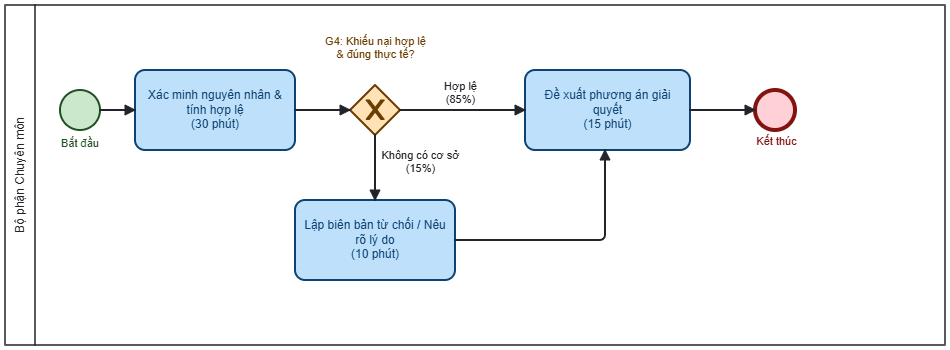 Bộ phận Chuyên môn
Bắt đầu
Xác minh nguyên nhân &
tính hợp lệ
(30 phút)
G4: Khiếu nại hợp lệ
& đúng thực tế?
X
Hợp lệ
(85%)
Không có cơ sở
(15%)
Lập biên bản từ chối / Nêu
rõ lý do
(10 phút)
Đề xuất phương án giải
quyết
(15 phút)
Kết thúc